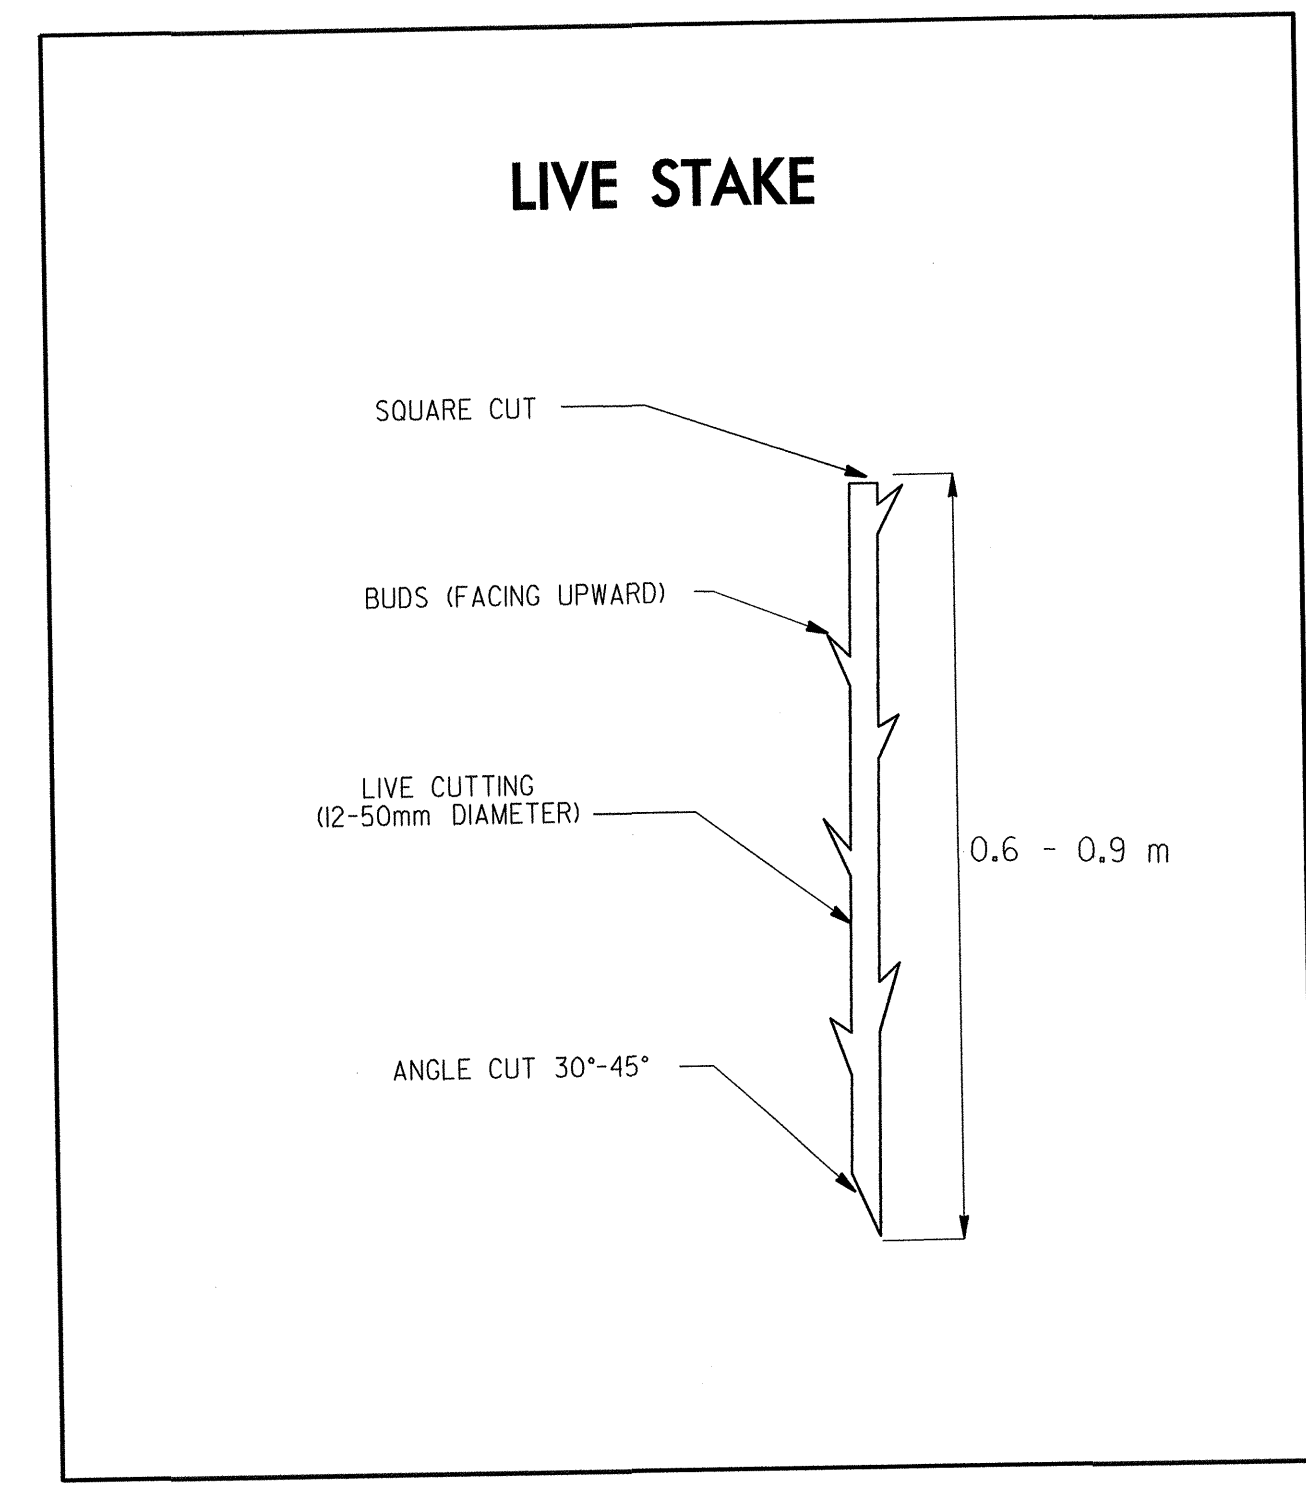 LIVE STAKE
SQUARE CUT
BUDS (FACING UPWARD)
LIVE CUTTING
(12-50mm DIAMETER)
0.6 - 0.9 m
ANGLE CUT 30°-45°